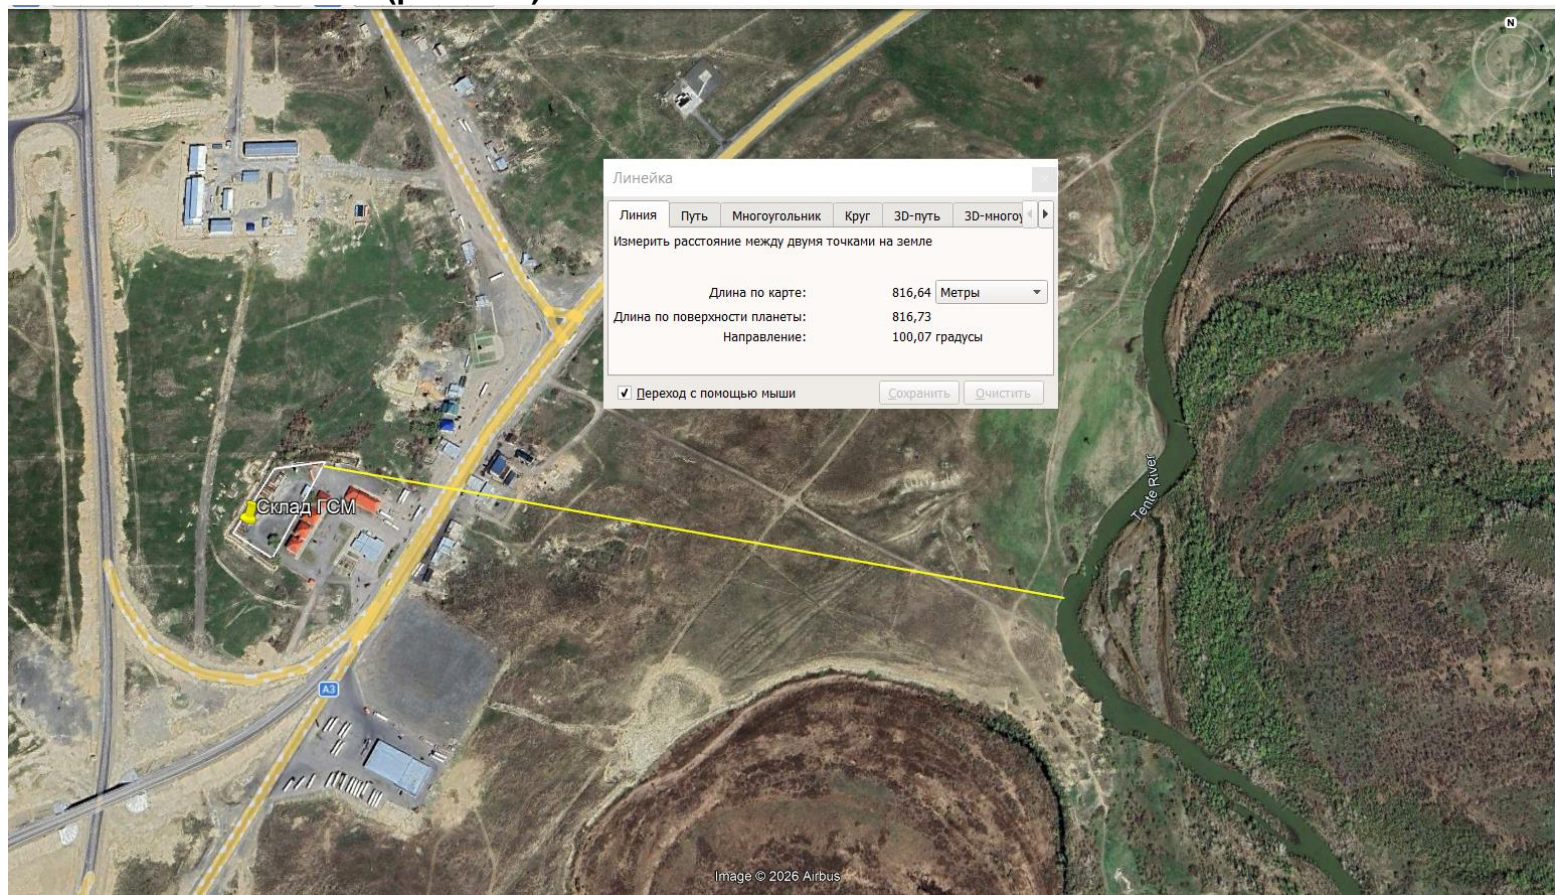 N
Линейка
Линия Путь Многоугольник Круг 3D-путь 3D-многоу
Измерить расстояние между двумя точками на земле
Длина по карте: 816,64 Метры
Длина по поверхности планеты: 816,73
Направление: 100,07 градусы
Переход с помощью мыши Сохранить Очистить
Tente River
Склад ГСМ
A3
Image © 2026 Airbus